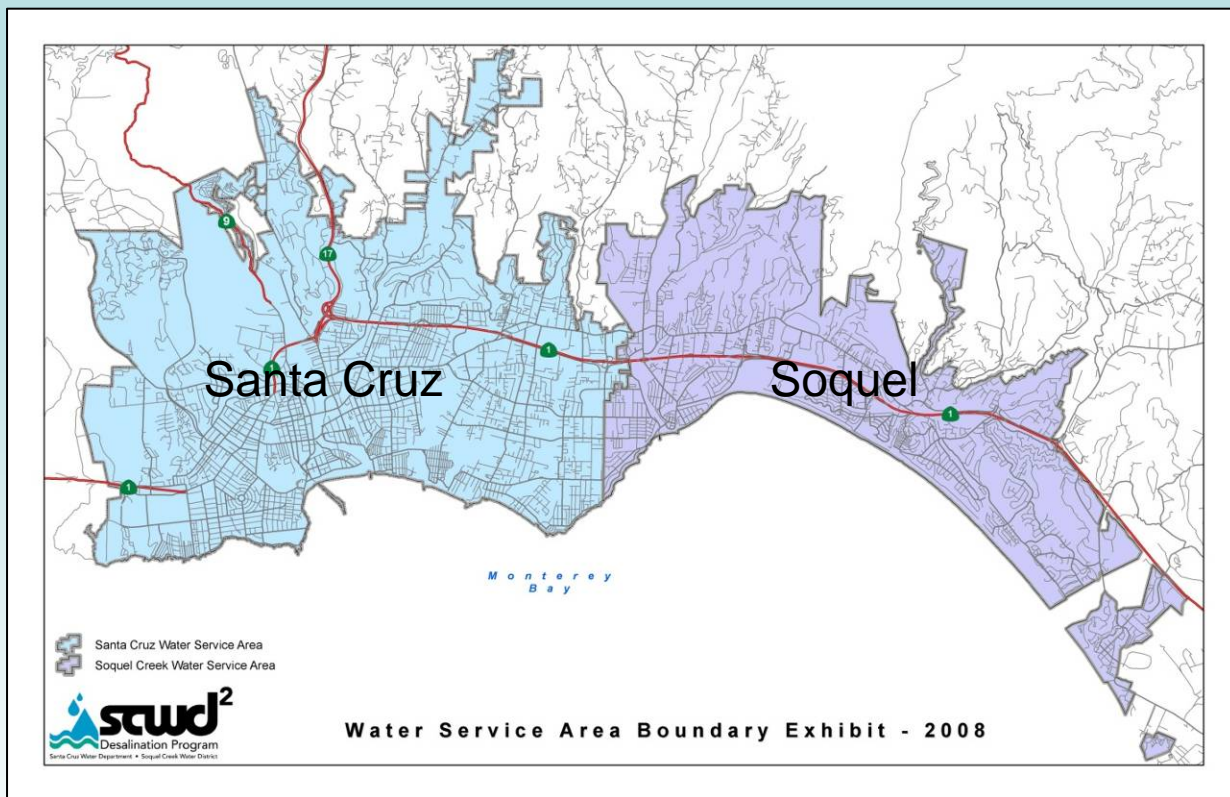 9
17
1
1
Santa Cruz
Soquel
1
1
Monterey
Bay
Santa Cruz Water Service Area
Soquel Creek Water Service Area
scwd²
Desalination Program
Santa Cruz Water Department • Soquel Creek Water District
Water Service Area Boundary Exhibit - 2008